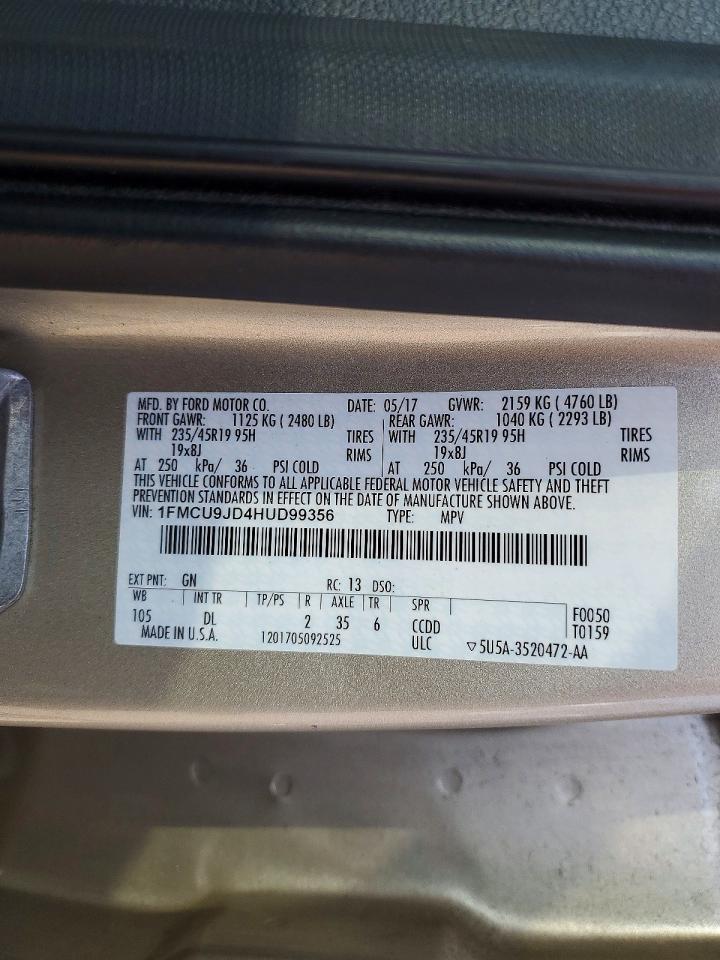 MFD. BY FORD MOTOR CO. DATE: 05/17 GVWR: 2159 KG ( 4760 LB)
FRONT GAWR: 1125 KG ( 2480 LB) REAR GAWR: 1040 KG ( 2293 LB)
WITH 235/45R19 95H TIRES WITH 235/45R19 95H TIRES
19x8J RIMS 19x8J RIMS
AT 250 kPa/ 36 PSI COLD AT 250 kPa/ 36 PSI COLD
THIS VEHICLE CONFORMS TO ALL APPLICABLE FEDERAL MOTOR VEHICLE SAFETY AND THEFT
PREVENTION STANDARDS IN EFFECT ON THE DATE OF MANUFACTURE SHOWN ABOVE.
VIN: 1FMCU9JD4HUD99356 TYPE: MPV
EXT PNT: GN RC: 13 DSO:
WB INT TR TP/PS R AXLE TR SPR
105 DL 2 35 6 CCDD F0050
MADE IN U.S.A. 1201705092525 ULC T0159
▽5U5A-3520472-AA